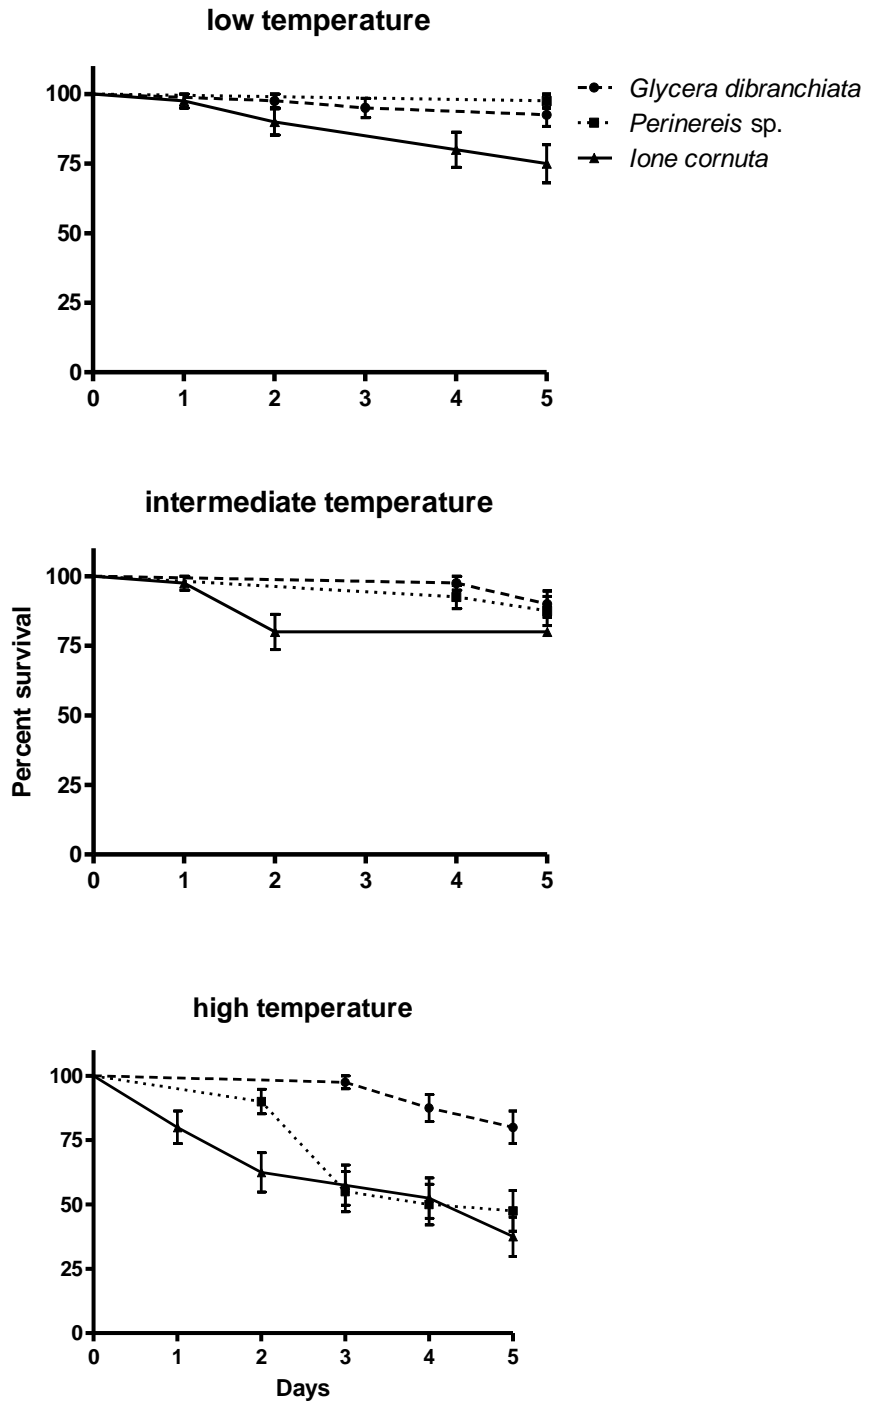 low temperature
100
75
50
25
0
0 1 2 3 4 5
Glycera dibranchiata
Perinereis sp.
Ione cornuta
intermediate temperature
Percent survival
100
75
50
25
0
0 1 2 3 4 5
high temperature
100
75
50
25
0
0 1 2 3 4 5
Days